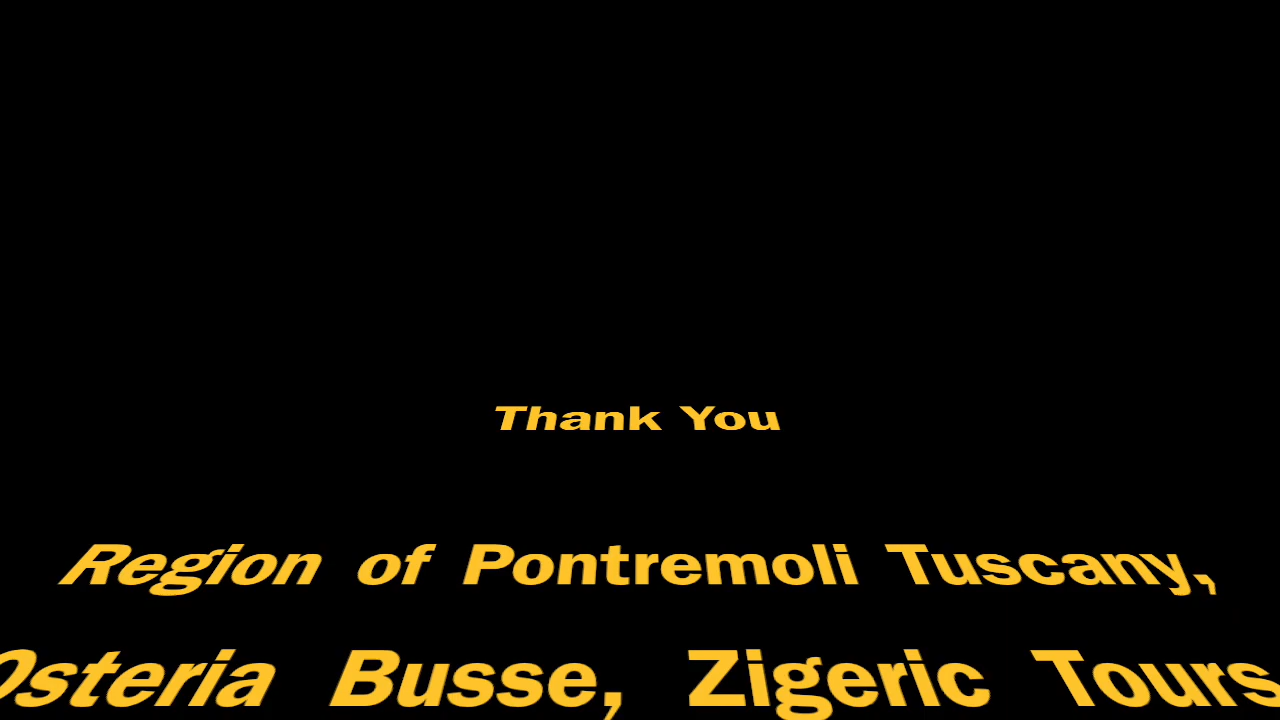 Thank You
Region of Pontremoli Tuscany,
Osteria Busse, Zigeric Tours